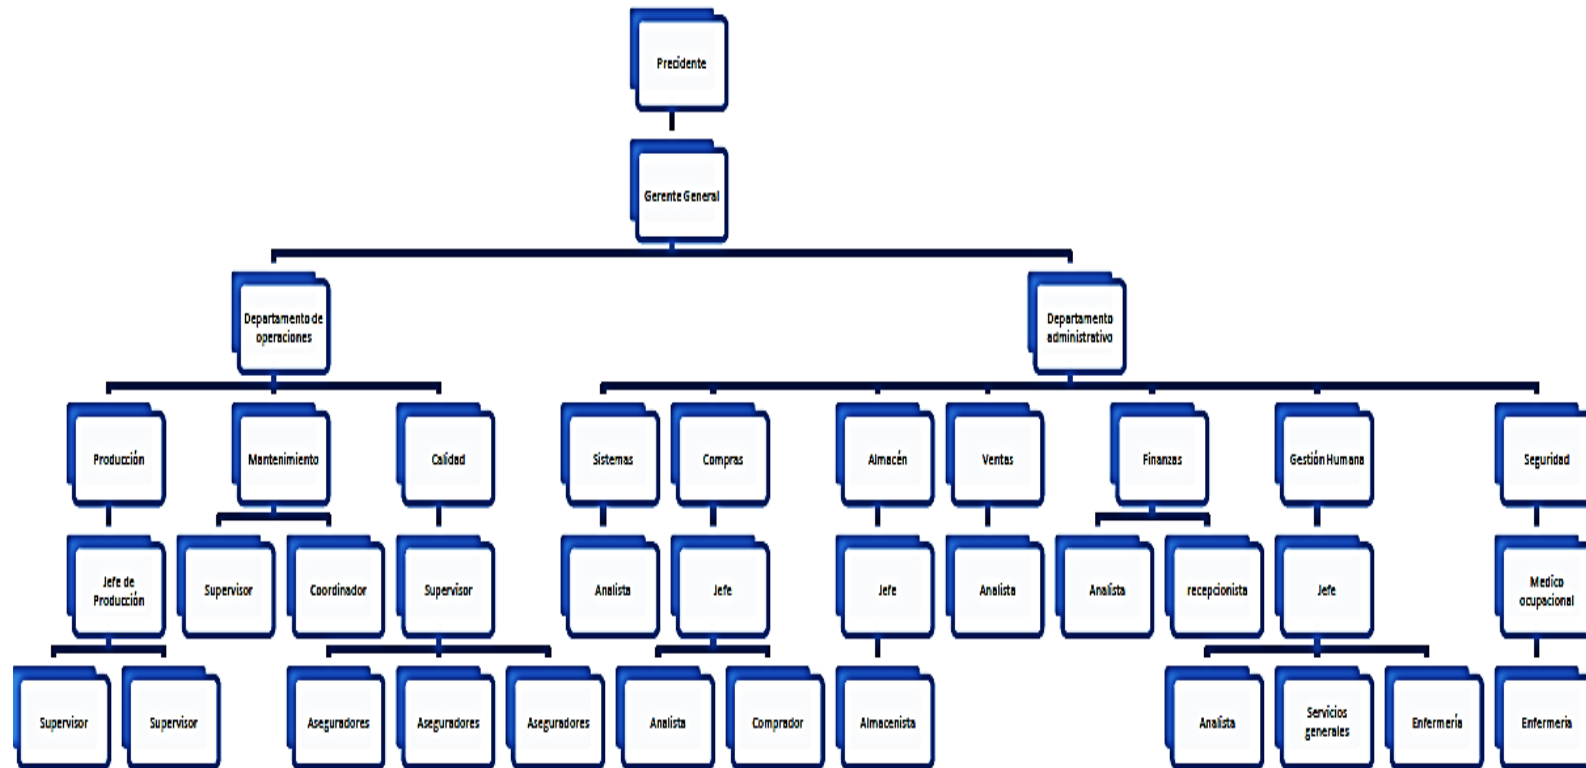 Precidente
Gerente General
Departamento de
operaciones
Departamento
administrativo
Producción
Mantenimiento
Calidad
Sistemas
Compras
Almacén
Ventas
Finanzas
Gestión Humana
Seguridad
Jefe de
Producción
Supervisor
Coordinador
Supervisor
Analista
Jefe
Jefe
Analista
Analista
recepcionista
Jefe
Medico
ocupacional
Supervisor
Supervisor
Aseguradores
Aseguradores
Aseguradores
Analista
Comprador
Almacenista
Analista
Servicios
generales
Enfermería
Enfermeria